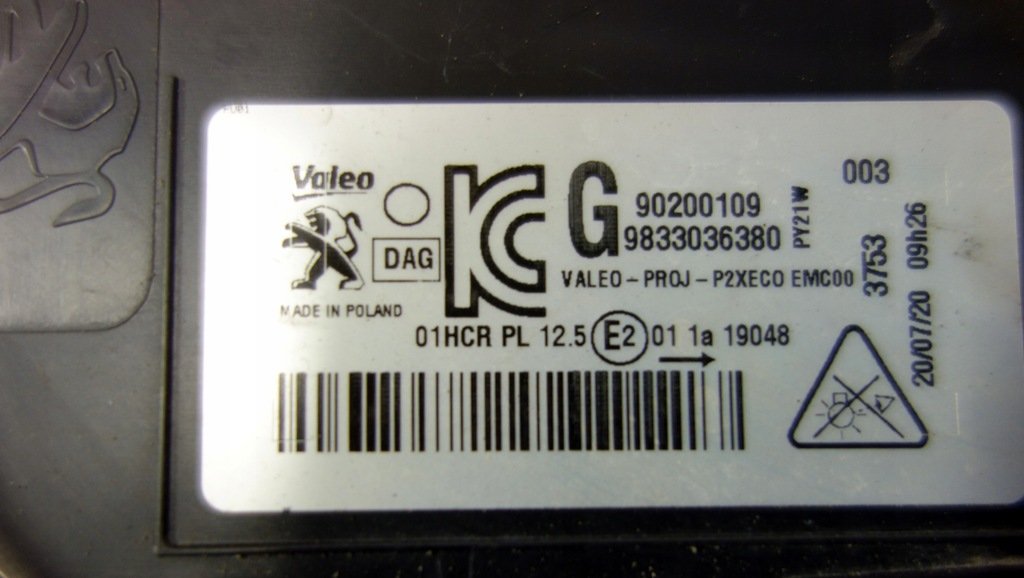 Valeo
DAG
MADE IN POLAND
KC
G
90200109
9833036380
PY21W
003
VALEO-PROJ-P2XECO EMC00
3753
20/07/20 09h26
01HCR PL 12.5 E2 01 1a 19048